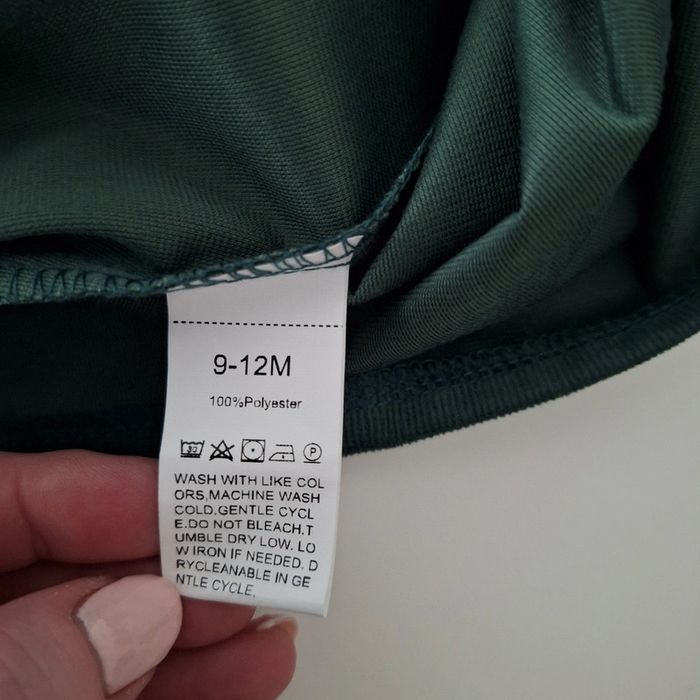 9-12M
100%Polyester
30 P
WASH WITH LIKE COL
ORS,MACHINE WASH
COLD.GENTLE CYCL
E.DO NOT BLEACH.T
UMBLE DRY LOW. LO
W IRON IF NEEDED. D
RYCLEANABLE IN GE
NTLE CYCLE,